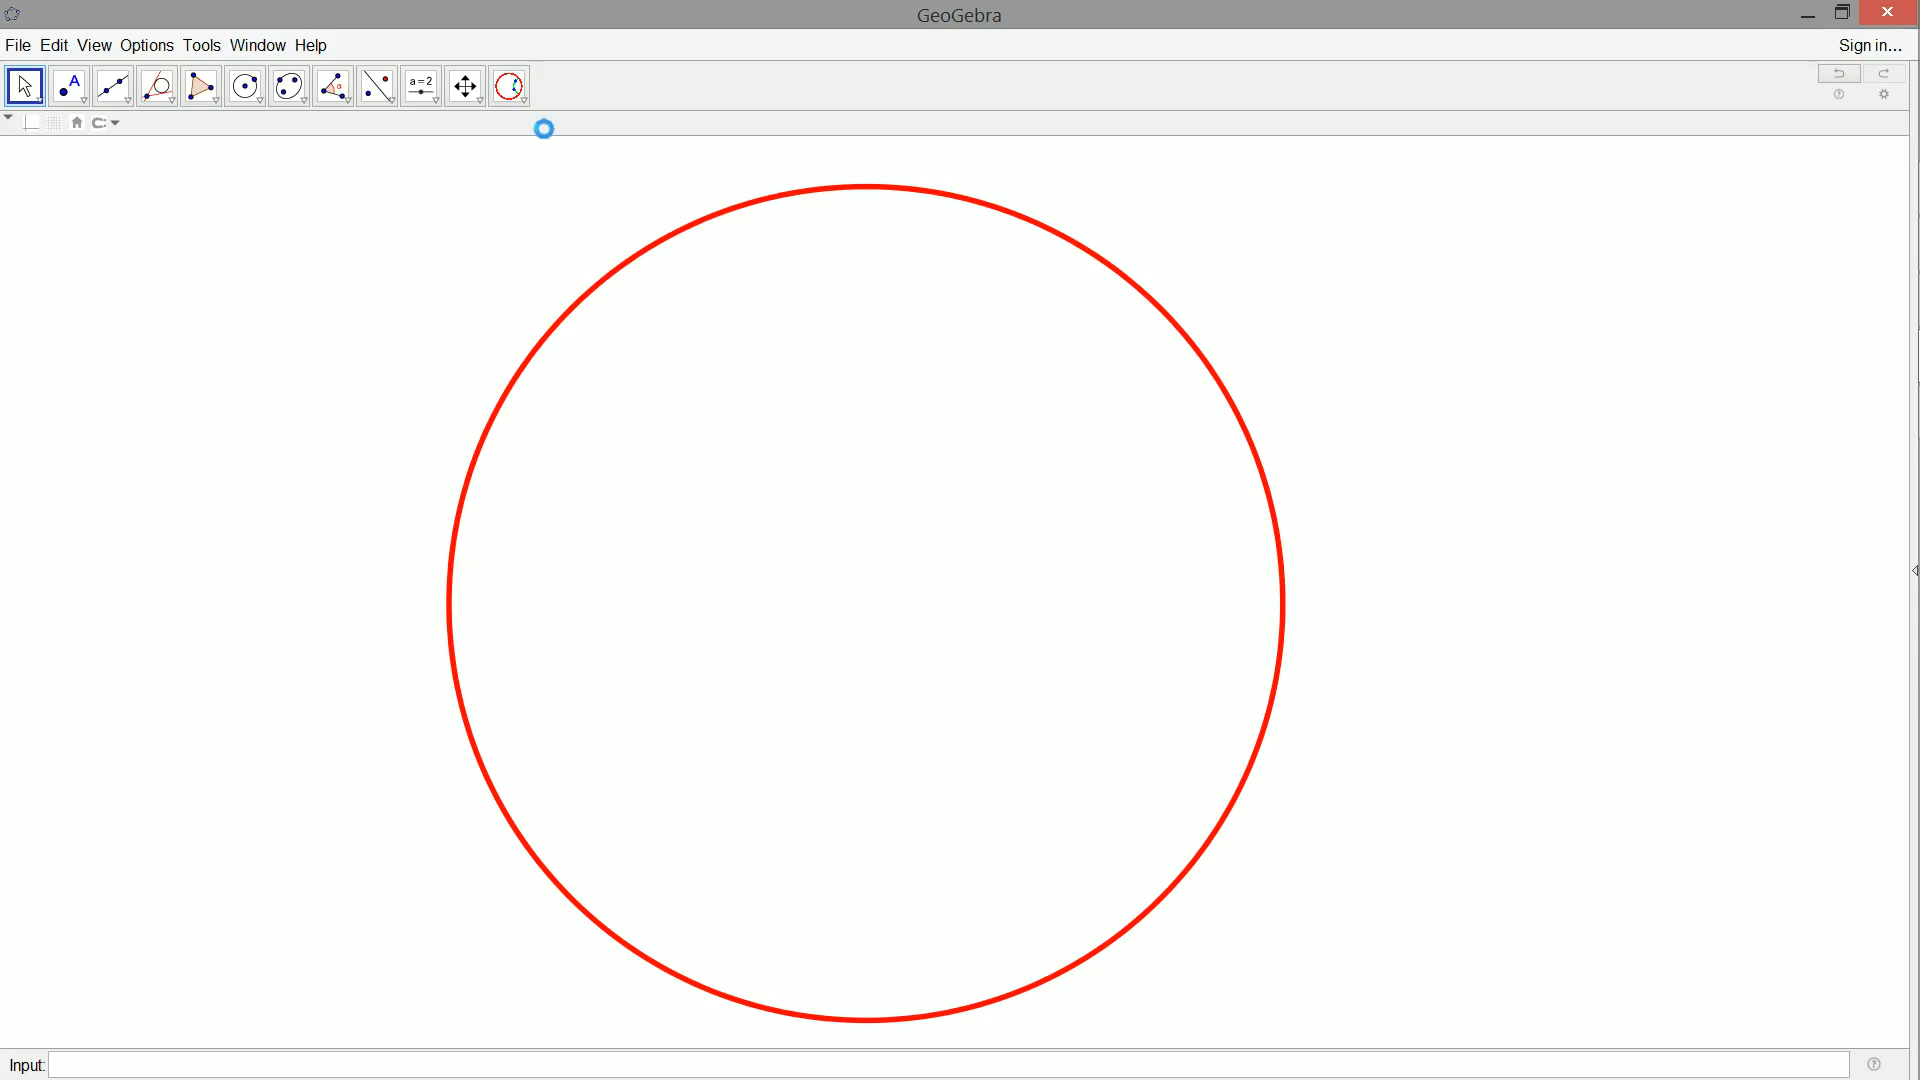 GeoGebra
File Edit View Options Tools Window Help
Sign in...
A
α
a=2
Input: